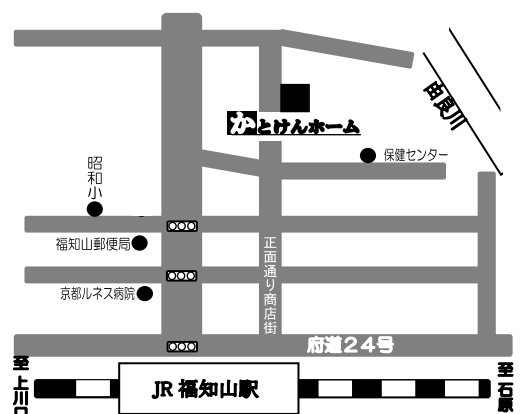 由良川
かとけんホーム
保健センター
昭和小
福知山郵便局
正面通り商店街
京都ルネス病院
府道24号
至上川口
JR 福知山駅
至石原